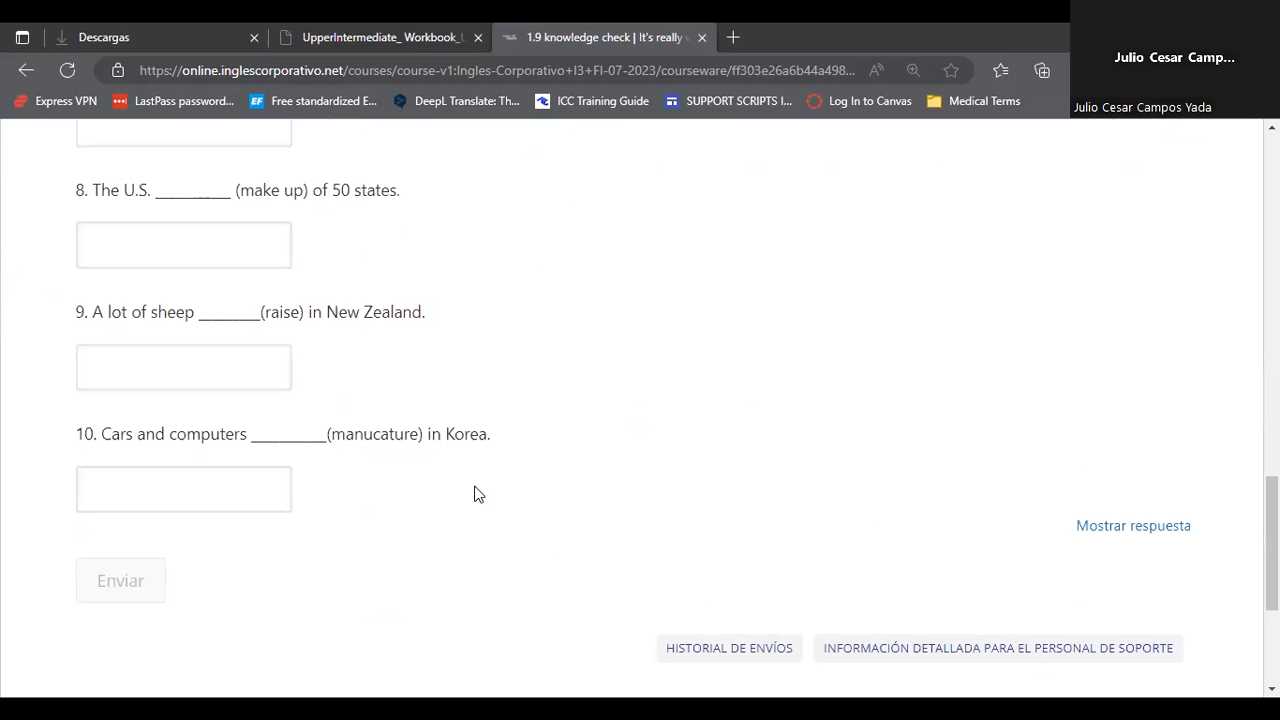 Descargas
UpperIntermediate_ Workbook_U
1.9 knowledge check | It's really
Julio Cesar Camp...
https://online.inglescorporativo.net/courses/course-v1:Ingles-Corporativo+I3+FI-07-2023/courseware/ff303e26a6b44a498...
Express VPN
LastPass password...
Free standardized E...
DeepL Translate: Th...
ICC Training Guide
SUPPORT SCRIPTS I...
Log In to Canvas
Medical Terms
Julio Cesar Campos Yada
8. The U.S. __________ (make up) of 50 states.
9. A lot of sheep ________(raise) in New Zealand.
10. Cars and computers __________(manucature) in Korea.
Mostrar respuesta
Enviar
HISTORIAL DE ENVÍOS
INFORMACIÓN DETALLADA PARA EL PERSONAL DE SOPORTE